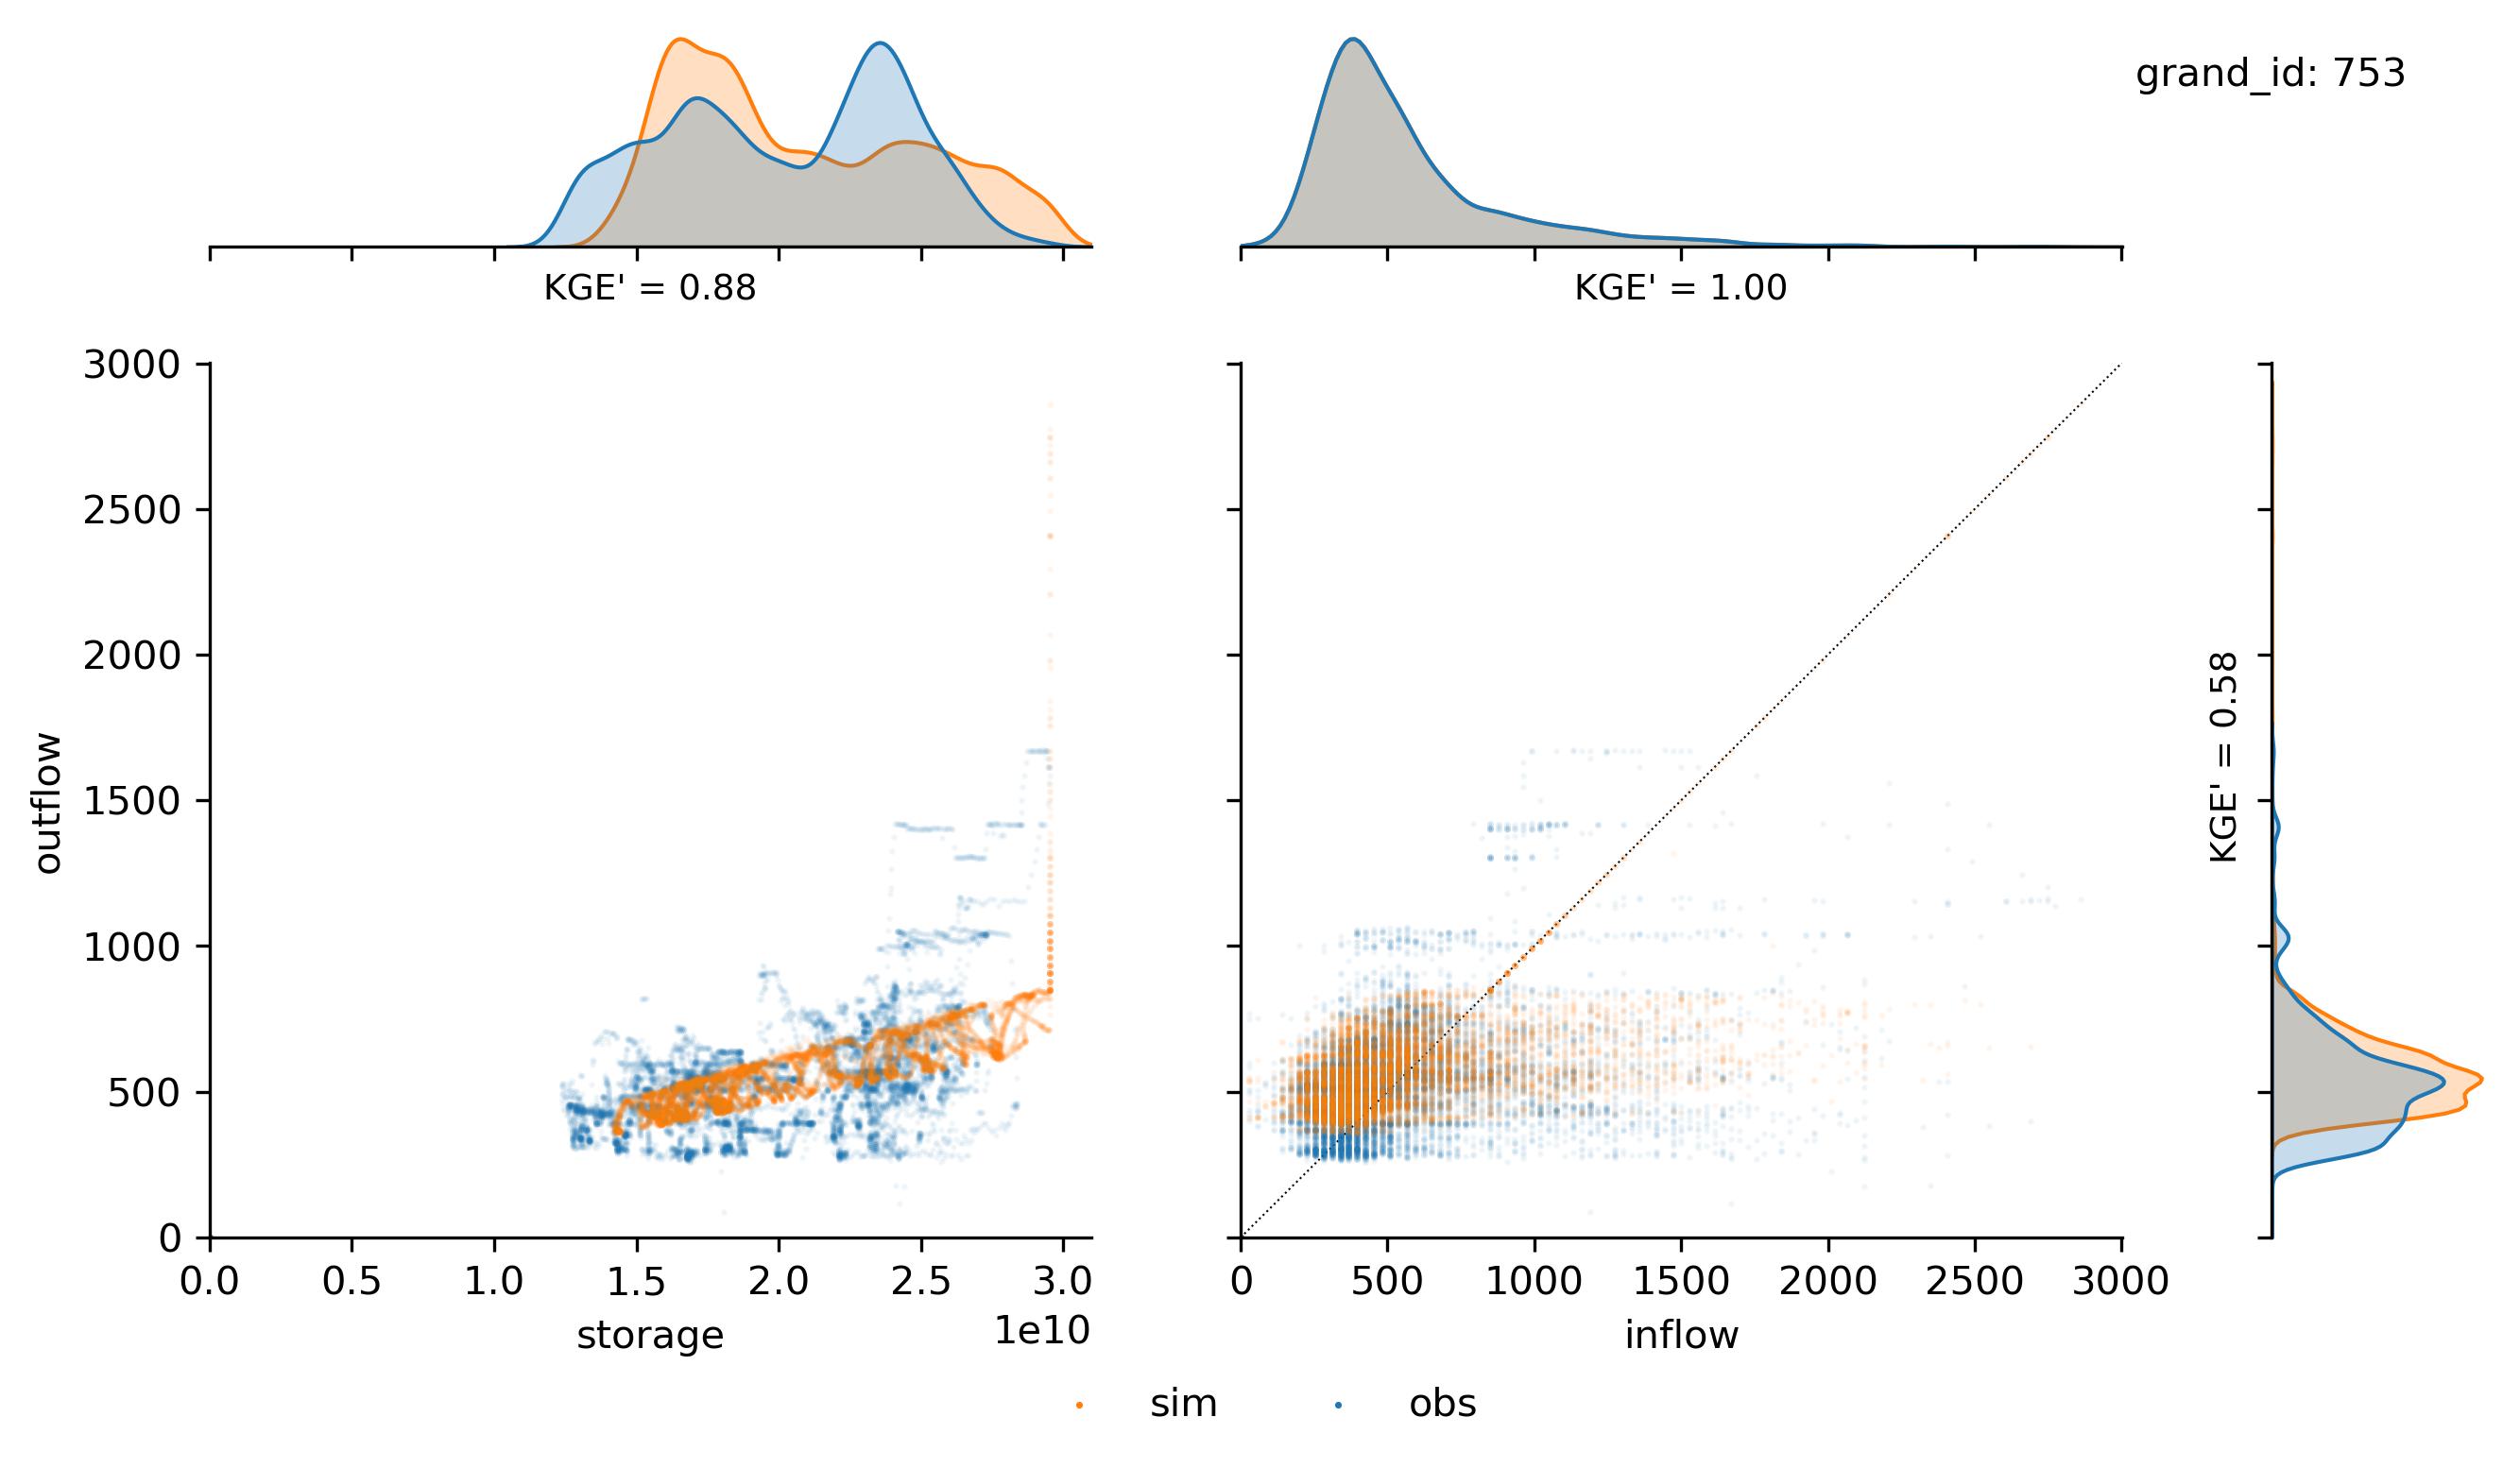 grand_id: 753
KGE' = 0.88
KGE' = 1.00
3000
2500
2000
1500
1000
500
0
outflow
KGE' = 0.58
0.0 0.5 1.0 1.5 2.0 2.5 3.0
1e10
storage
0 500 1000 1500 2000 2500 3000
inflow
sim obs